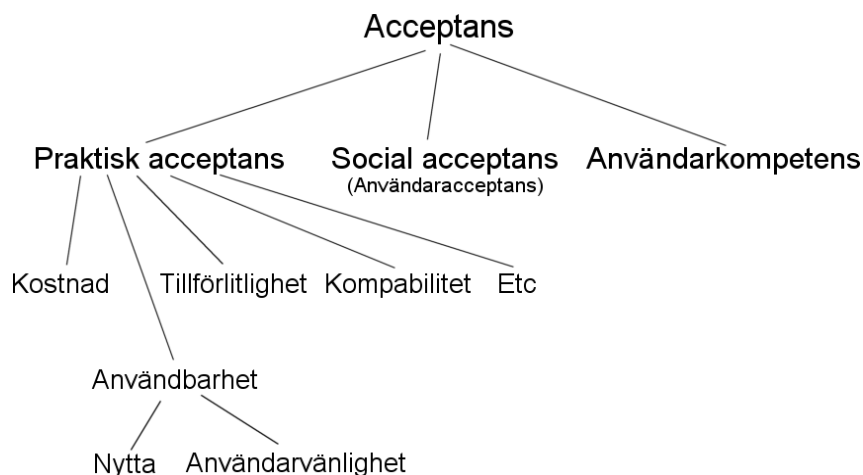 Acceptans
Praktisk acceptans Social acceptans Användarkompetens
(Användaracceptans)
Kostnad Tillförlitlighet Kompabilitet Etc
Användbarhet
Nytta Användarvänlighet